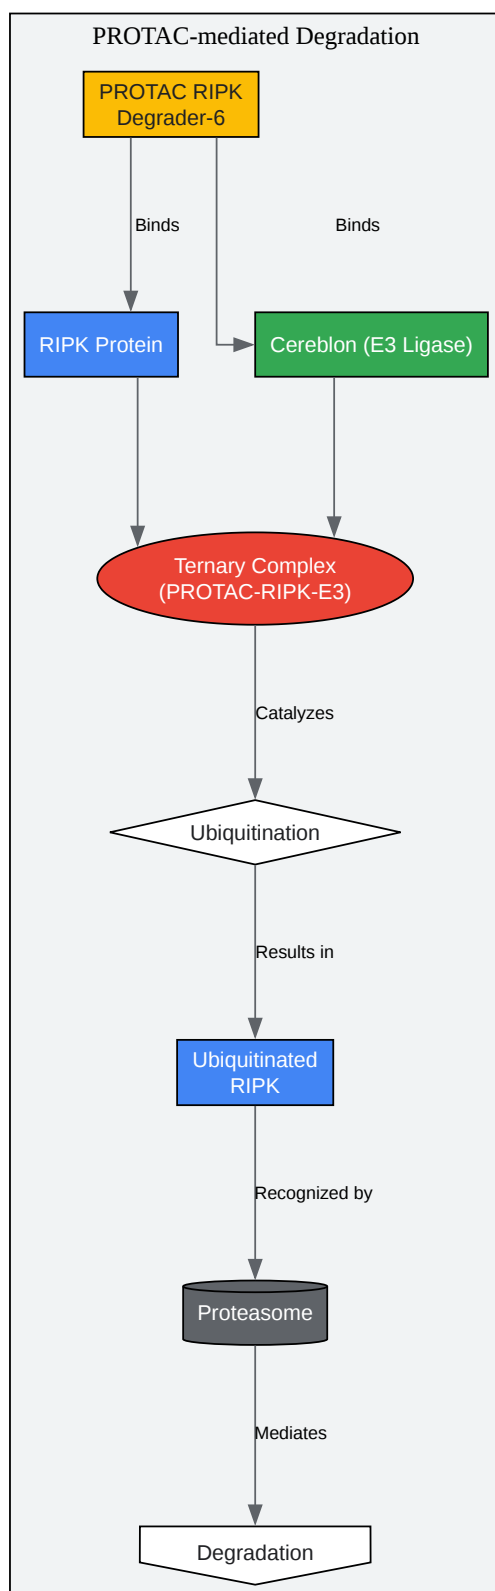 PROTAC-mediated Degradation
PROTAC RIPK
Degrader-6
Binds
Binds
RIPK Protein
Cereblon (E3 Ligase)
Ternary Complex
(PROTAC-RIPK-E3)
Catalyzes
Ubiquitination
Results in
Ubiquitinated
RIPK
Recognized by
Proteasome
Mediates
Degradation